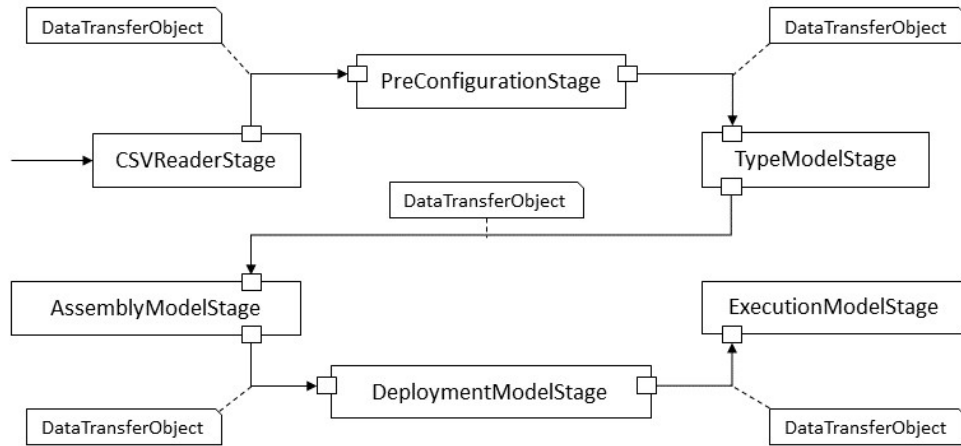 DataTransferObject
DataTransferObject
PreConfigurationStage
CSVReaderStage
TypeModelStage
DataTransferObject
AssemblyModelStage
ExecutionModelStage
DeploymentModelStage
DataTransferObject
DataTransferObject